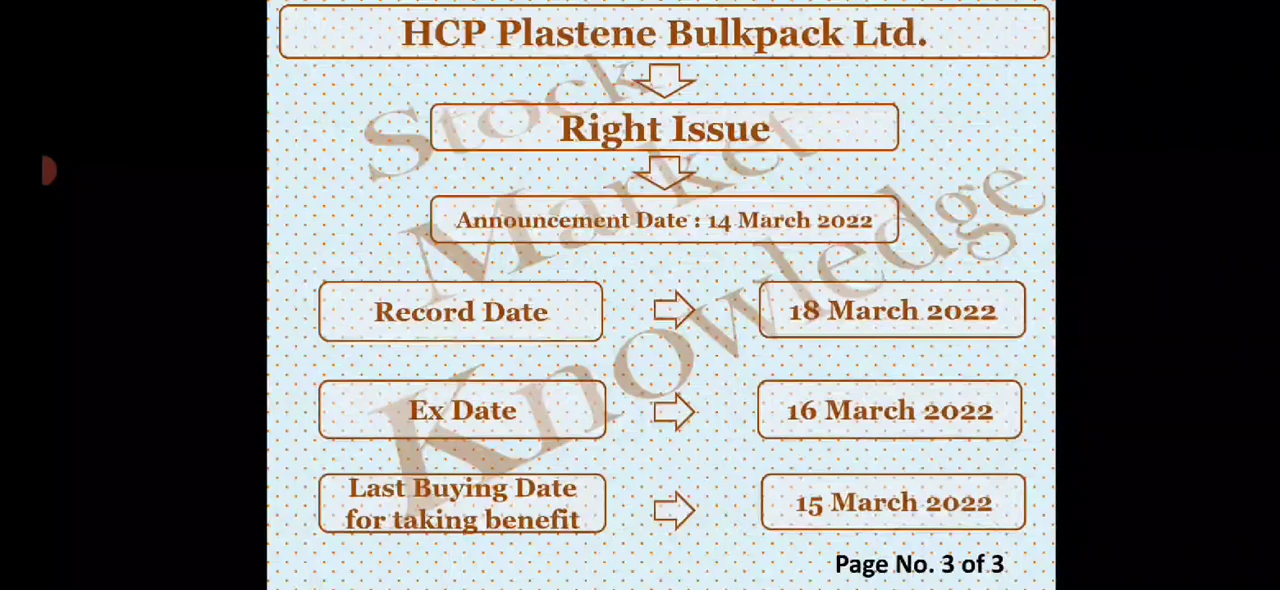 HCP Plastene Bulkpack Ltd.
Right Issue
Announcement Date : 14 March 2022
Record Date
18 March 2022
Ex Date
16 March 2022
Last Buying Date
for taking benefit
15 March 2022
Stock
Market
Knowledge
Page No. 3 of 3